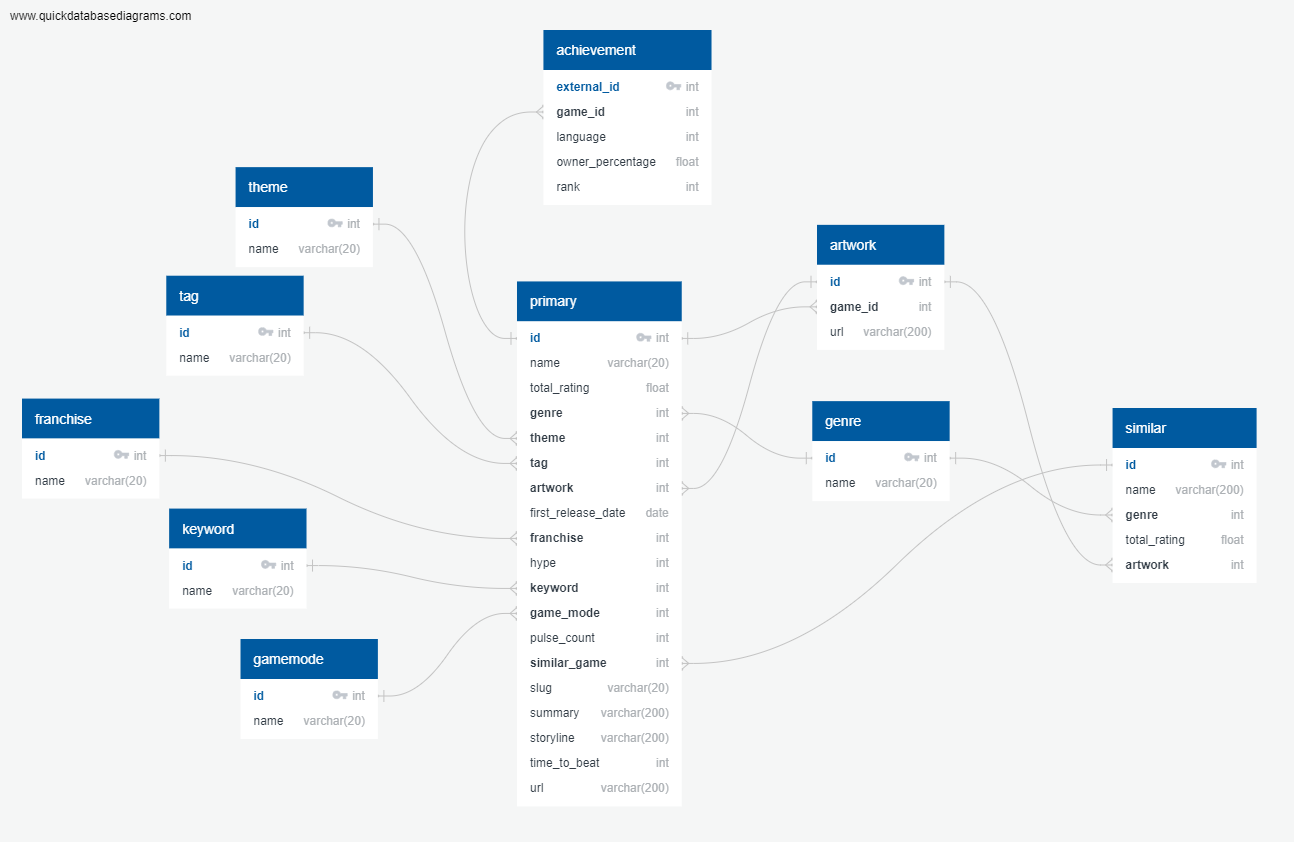 www.quickdatabasediagrams.com
achievement
external_id int
game_id int
language int
owner_percentage float
rank int
theme
id int
name varchar(20)
tag
id int
name varchar(20)
franchise
id int
name varchar(20)
keyword
id int
name varchar(20)
gamemode
id int
name varchar(20)
primary
id int
name varchar(20)
total_rating float
genre int
theme int
tag int
artwork int
first_release_date date
franchise int
hype int
keyword int
game_mode int
pulse_count int
similar_game int
slug varchar(20)
summary varchar(200)
storyline varchar(200)
time_to_beat int
url varchar(200)
artwork
id int
game_id int
url varchar(200)
genre
id int
name varchar(20)
similar
id int
name varchar(200)
genre int
total_rating float
artwork int